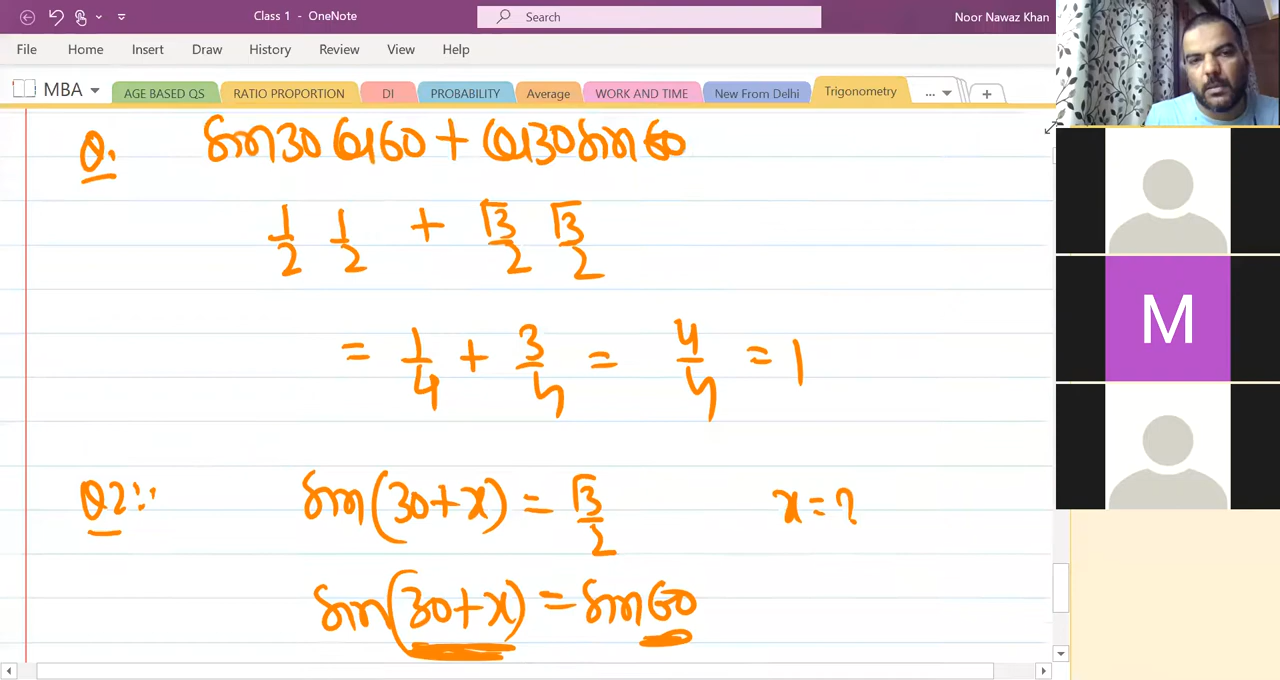 Class 1 - OneNote
Search
Noor Nawaz Khan
File Home Insert Draw History Review View Help
MBA
AGE BASED QS
RATIO PROPORTION
DI
PROBABILITY
Average
WORK AND TIME
New From Delhi
Trigonometry
...
Q. Sin30 Cos60 + Cos30 Sin60
1/2 1/2 + √3/2 √3/2
= 1/4 + 3/4 = 4/4 = 1
Q2:: Sin(30+x) = √3/2 x = ?
Sin(30+x) = Sin60
M